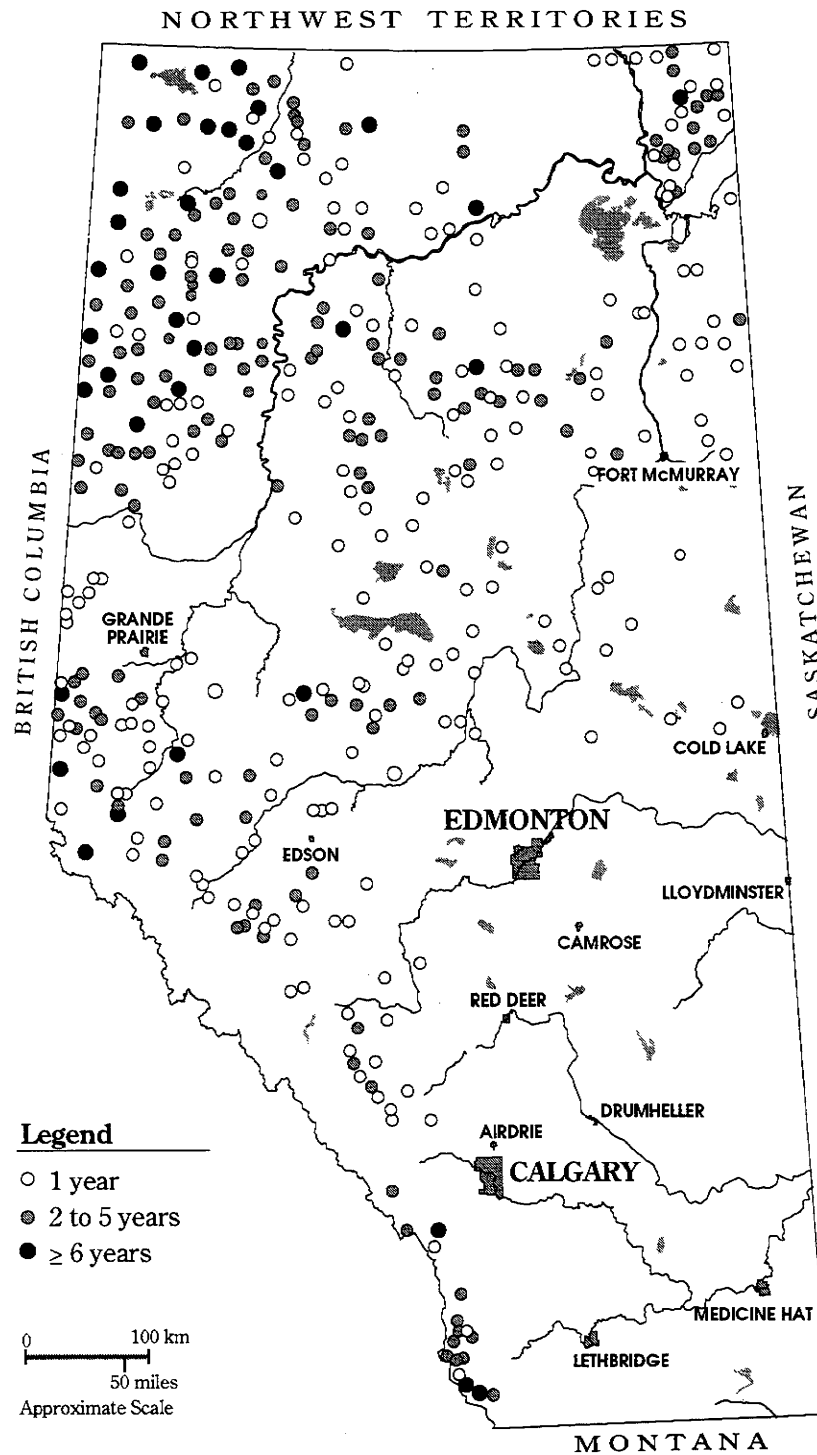 NORTHWEST TERRITORIES
BRITISH COLUMBIA
SASKATCHEWAN
FORT McMURRAY
GRANDE
PRAIRIE
COLD LAKE
EDMONTON
EDSON
LLOYDMINSTER
CAMROSE
RED DEER
DRUMHELLER
AIRDRIE
CALGARY
Legend
1 year
2 to 5 years
≥ 6 years
MEDICINE HAT
LETHBRIDGE
0 100 km
50 miles
Approximate Scale
MONTANA